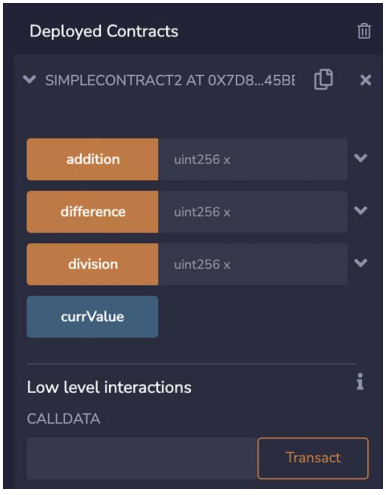 Deployed Contracts
SIMPLECONTRACT2 AT 0X7D8...45BE
addition uint256 x
difference uint256 x
division uint256 x
currValue
Low level interactions
i
CALLDATA
Transact